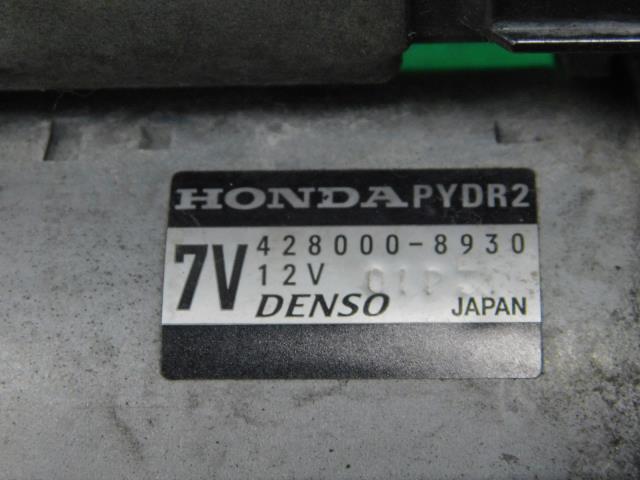 HONDA PYDR2
7V 428000-8930
12V
DENSO JAPAN